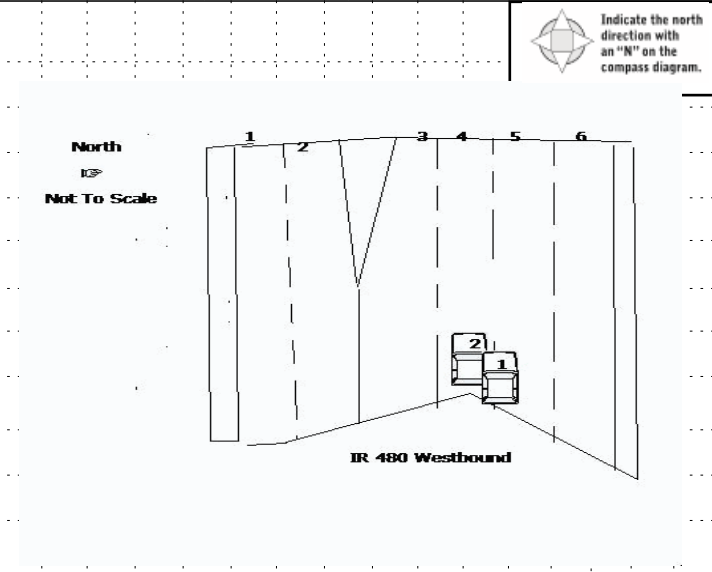 Indicate the north
direction with
an “N” on the
compass diagram.
North
Not To Scale
1
2
3
4
5
6
2
1
IR 480 Westbound